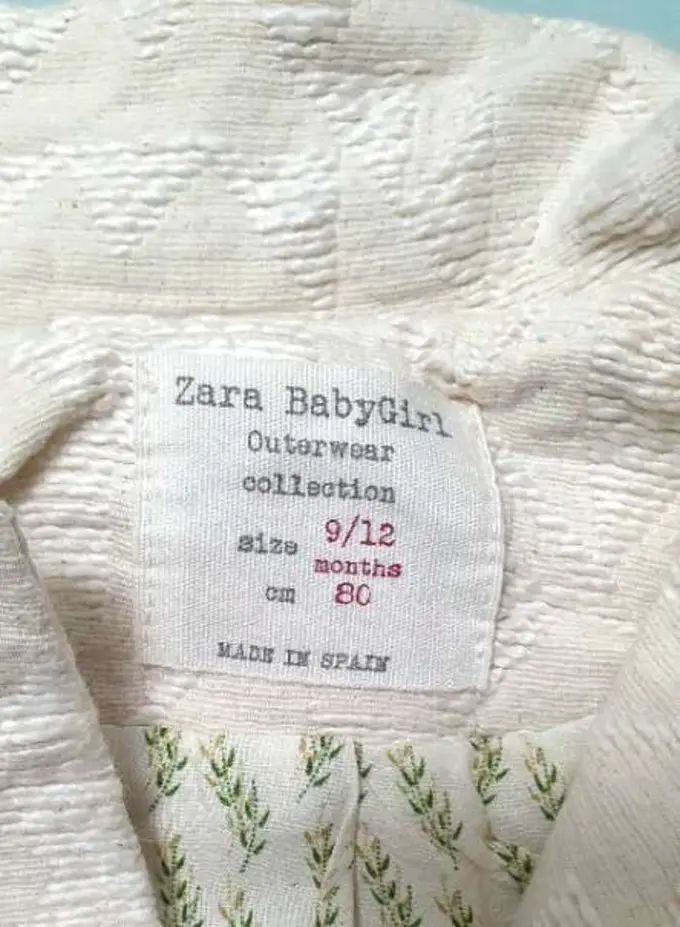 Zara BabyGirl
Outerwear
collection
size 9/12
months
cm 80
MADE IN SPAIN